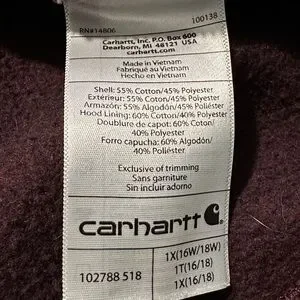 RN#14806 100138
Carhartt, Inc. P.O. Box 600
Dearborn, MI 48121 USA
www.carhartt.com
Made in Vietnam
Fabriqué au Vietnam
Hecho en Vietnam
Shell: 55% Cotton/45% Polyester
Extérieur: 55% Coton/45% Polyester
Armazón: 55% Algodón/45% Poliéster
Hood Lining: 60% Cotton/40% Polyester
Doublure de capot: 60% Coton/
40% Polyester
Forro capucha: 60% Algodón/
40% Poliéster
Exclusive of trimming
Sans garniture
Sin incluir adorno
carhartt
102788 518
1X(16W/18W)
1T(16/18)
1X(16/18)